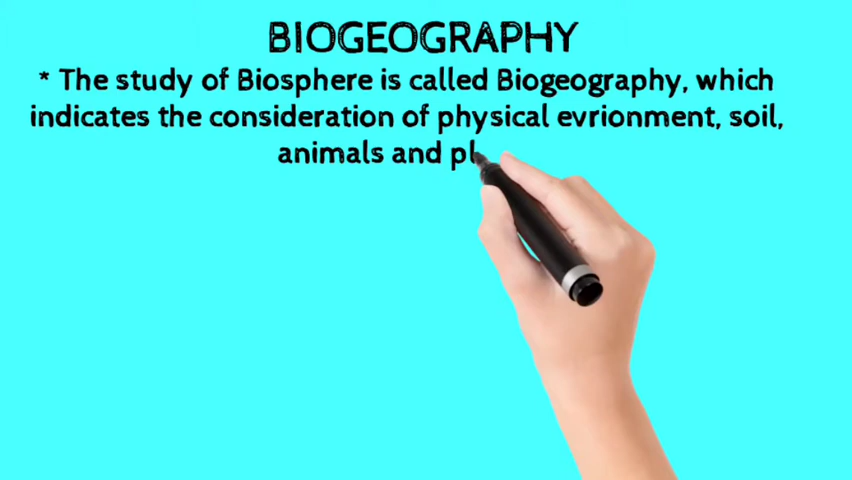 BIOGEOGRAPHY
* The study of Biosphere is called Biogeography, which
indicates the consideration of physical evrionment, soil,
animals and pl